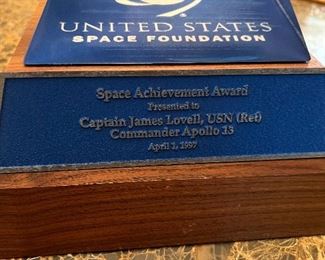 UNITED STATES
SPACE FOUNDATION
Space Achievement Award
Presented to
Captain James Lovell, USN (Ret)
Commander Apollo 13
April 1, 1997